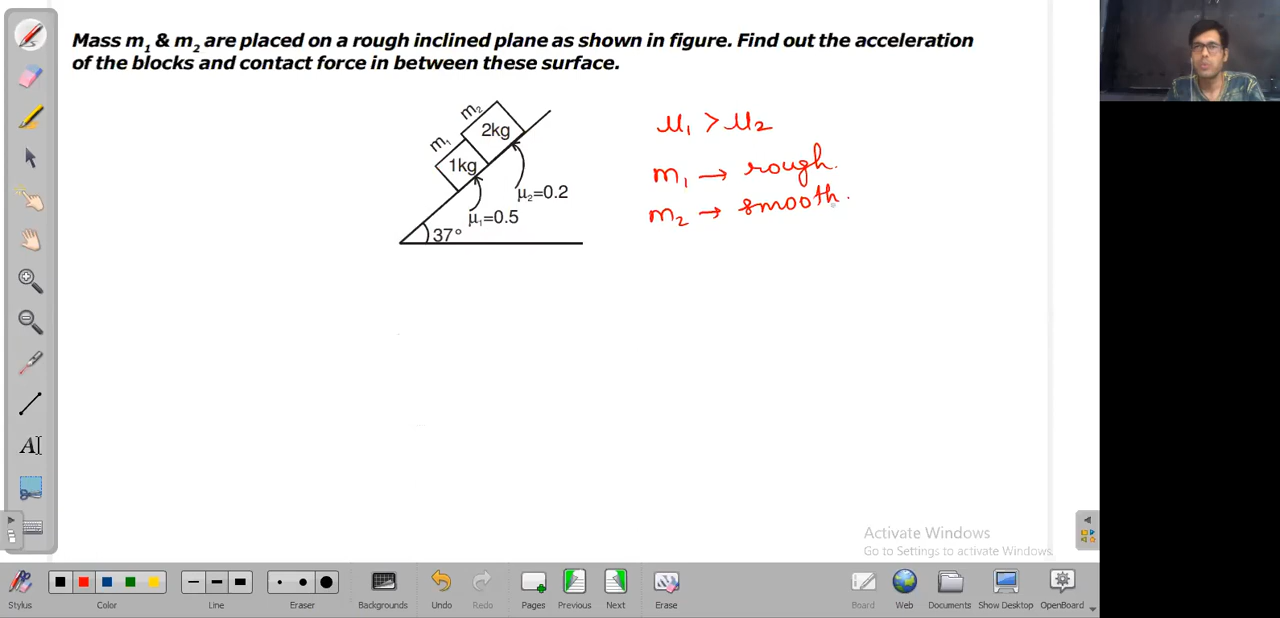 Mass m₁ & m₂ are placed on a rough inclined plane as shown in figure. Find out the acceleration
of the blocks and contact force in between these surface.
m₂
2kg
m₁
1kg
μ₂=0.2
μ₁=0.5
37°
μ₁ > μ₂
m₁ → rough.
m₂ → smooth.
Activate Windows
Go to Settings to activate Windows.
Stylus
Color
Line
Eraser
Backgrounds
Undo
Redo
Pages
Previous
Next
Erase
Board
Web
Documents
Show Desktop
OpenBoard